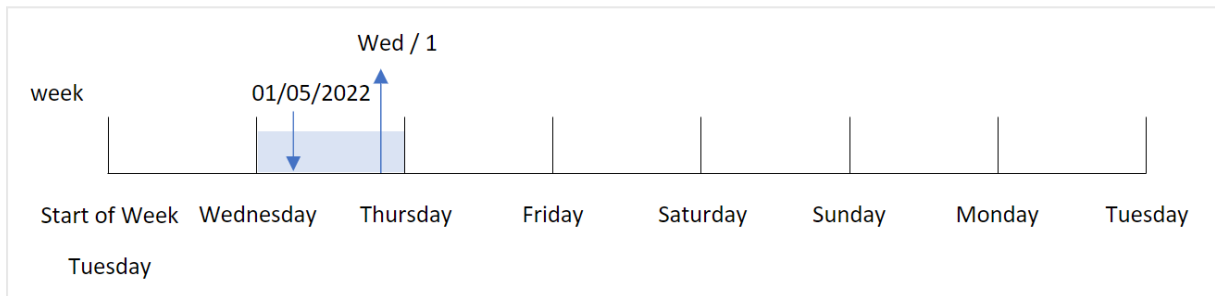 Wed / 1
week
01/05/2022
Start of Week Tuesday
Wednesday
Thursday
Friday
Saturday
Sunday
Monday
Tuesday